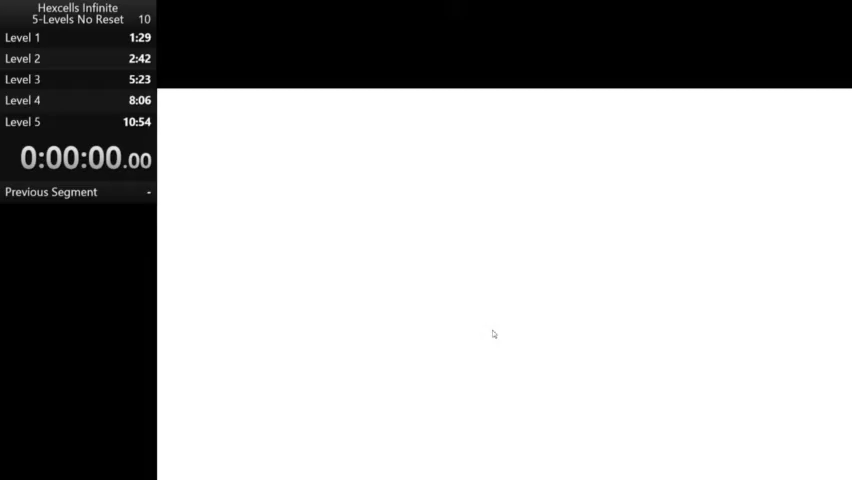 Hexcells Infinite
5-Levels No Reset 10
Level 1 1:29
Level 2 2:42
Level 3 5:23
Level 4 8:06
Level 5 10:54
0:00:00.00
Previous Segment -